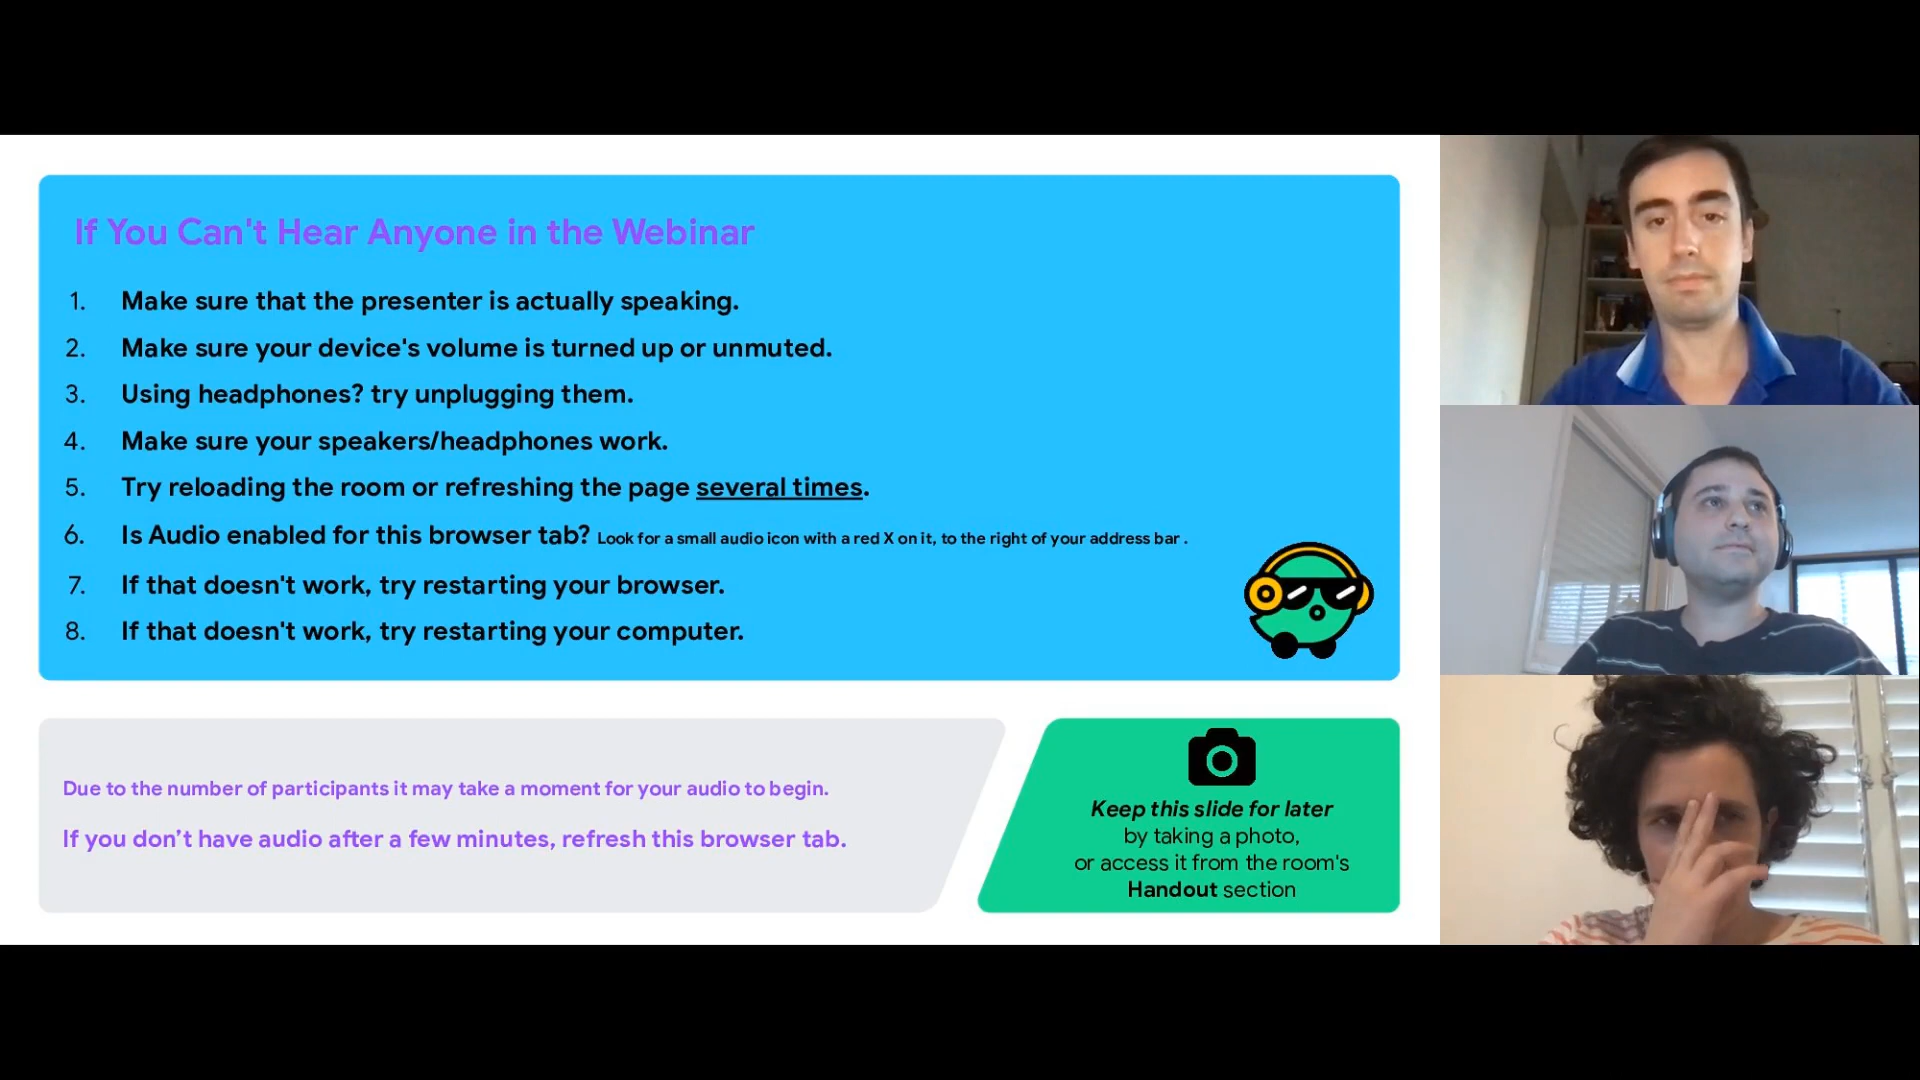 If You Can't Hear Anyone in the Webinar
1. Make sure that the presenter is actually speaking.
2. Make sure your device's volume is turned up or unmuted.
3. Using headphones? try unplugging them.
4. Make sure your speakers/headphones work.
5. Try reloading the room or refreshing the page several times.
6. Is Audio enabled for this browser tab? Look for a small audio icon with a red X on it, to the right of your address bar .
7. If that doesn't work, try restarting your browser.
8. If that doesn't work, try restarting your computer.
Due to the number of participants it may take a moment for your audio to begin.
If you don’t have audio after a few minutes, refresh this browser tab.
Keep this slide for later
by taking a photo,
or access it from the room's
Handout section